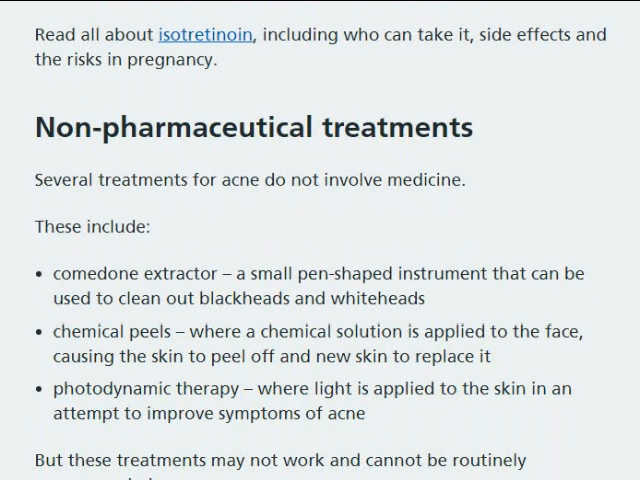 Read all about isotretinoin, including who can take it, side effects and
the risks in pregnancy.
Non-pharmaceutical treatments
Several treatments for acne do not involve medicine.
These include:
• comedone extractor – a small pen-shaped instrument that can be
used to clean out blackheads and whiteheads
• chemical peels – where a chemical solution is applied to the face,
causing the skin to peel off and new skin to replace it
• photodynamic therapy – where light is applied to the skin in an
attempt to improve symptoms of acne
But these treatments may not work and cannot be routinely